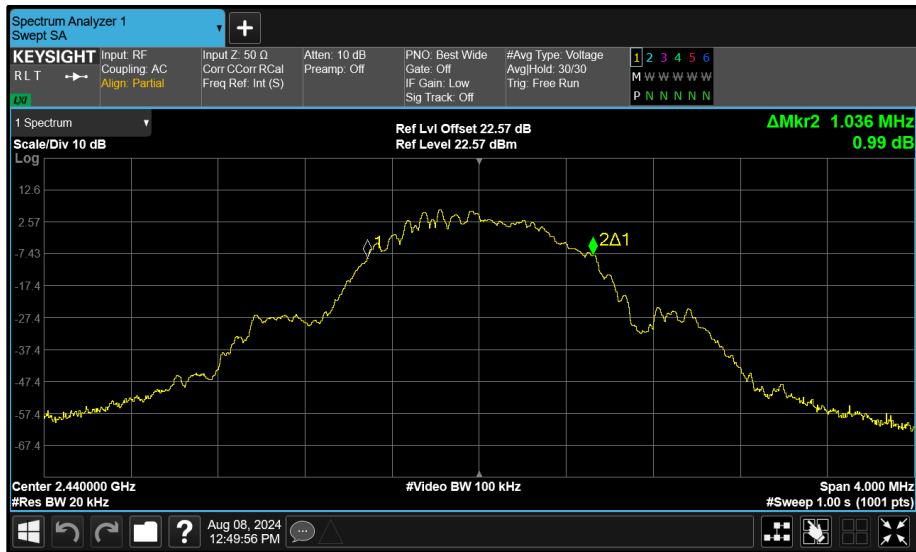 Spectrum Analyzer 1
Swept SA
+
KEYSIGHT
R L T
LXI
Input: RF
Coupling: AC
Align: Partial
Input Z: 50 Ω
Corr CCorr RCal
Freq Ref: Int (S)
Atten: 10 dB
Preamp: Off
PNO: Best Wide
Gate: Off
IF Gain: Low
Sig Track: Off
#Avg Type: Voltage
Avg|Hold: 30/30
Trig: Free Run
1 2 3 4 5 6
M W W W W W
P N N N N N
1 Spectrum
Scale/Div 10 dB
Ref Lvl Offset 22.57 dB
Ref Level 22.57 dBm
ΔMkr2 1.036 MHz
0.99 dB
Log
12.6
2.57
-7.43
-17.4
-27.4
-37.4
-47.4
-57.4
-67.4
1
2Δ1
Center 2.440000 GHz
#Res BW 20 kHz
#Video BW 100 kHz
Span 4.000 MHz
#Sweep 1.00 s (1001 pts)
?
Aug 08, 2024
12:49:56 PM